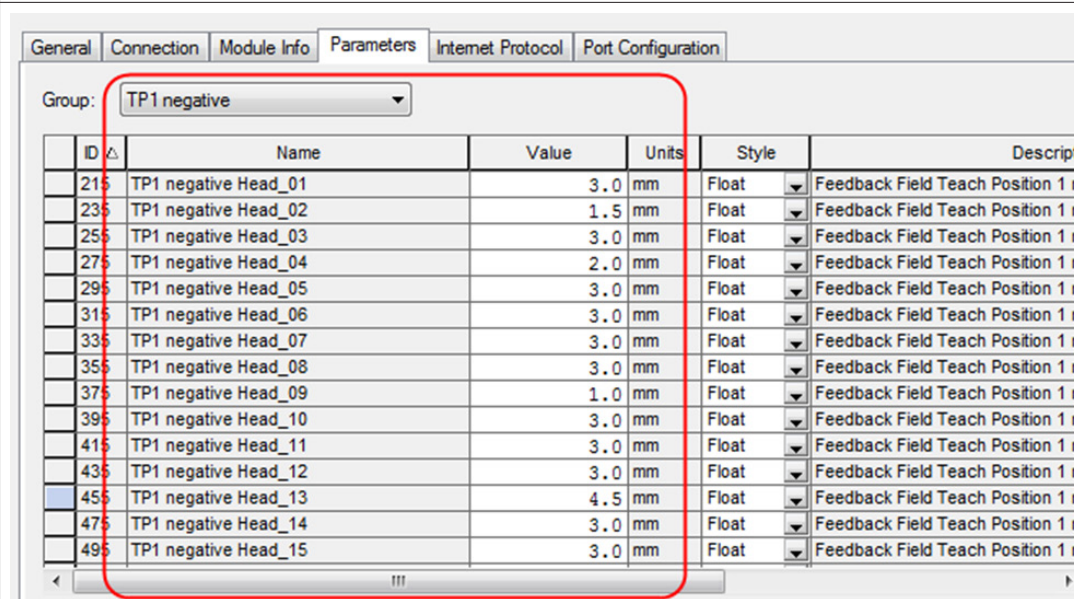 General Connection Module Info Parameters Internet Protocol Port Configuration
Group: TP1 negative
ID Name Value Units Style Descript
215 TP1 negative Head_01 3.0 mm Float Feedback Field Teach Position 1
235 TP1 negative Head_02 1.5 mm Float Feedback Field Teach Position 1
255 TP1 negative Head_03 3.0 mm Float Feedback Field Teach Position 1
275 TP1 negative Head_04 2.0 mm Float Feedback Field Teach Position 1
295 TP1 negative Head_05 3.0 mm Float Feedback Field Teach Position 1
315 TP1 negative Head_06 3.0 mm Float Feedback Field Teach Position 1
335 TP1 negative Head_07 3.0 mm Float Feedback Field Teach Position 1
355 TP1 negative Head_08 3.0 mm Float Feedback Field Teach Position 1
375 TP1 negative Head_09 1.0 mm Float Feedback Field Teach Position 1
395 TP1 negative Head_10 3.0 mm Float Feedback Field Teach Position 1
415 TP1 negative Head_11 3.0 mm Float Feedback Field Teach Position 1
435 TP1 negative Head_12 3.0 mm Float Feedback Field Teach Position 1
455 TP1 negative Head_13 4.5 mm Float Feedback Field Teach Position 1
475 TP1 negative Head_14 3.0 mm Float Feedback Field Teach Position 1
495 TP1 negative Head_15 3.0 mm Float Feedback Field Teach Position 1